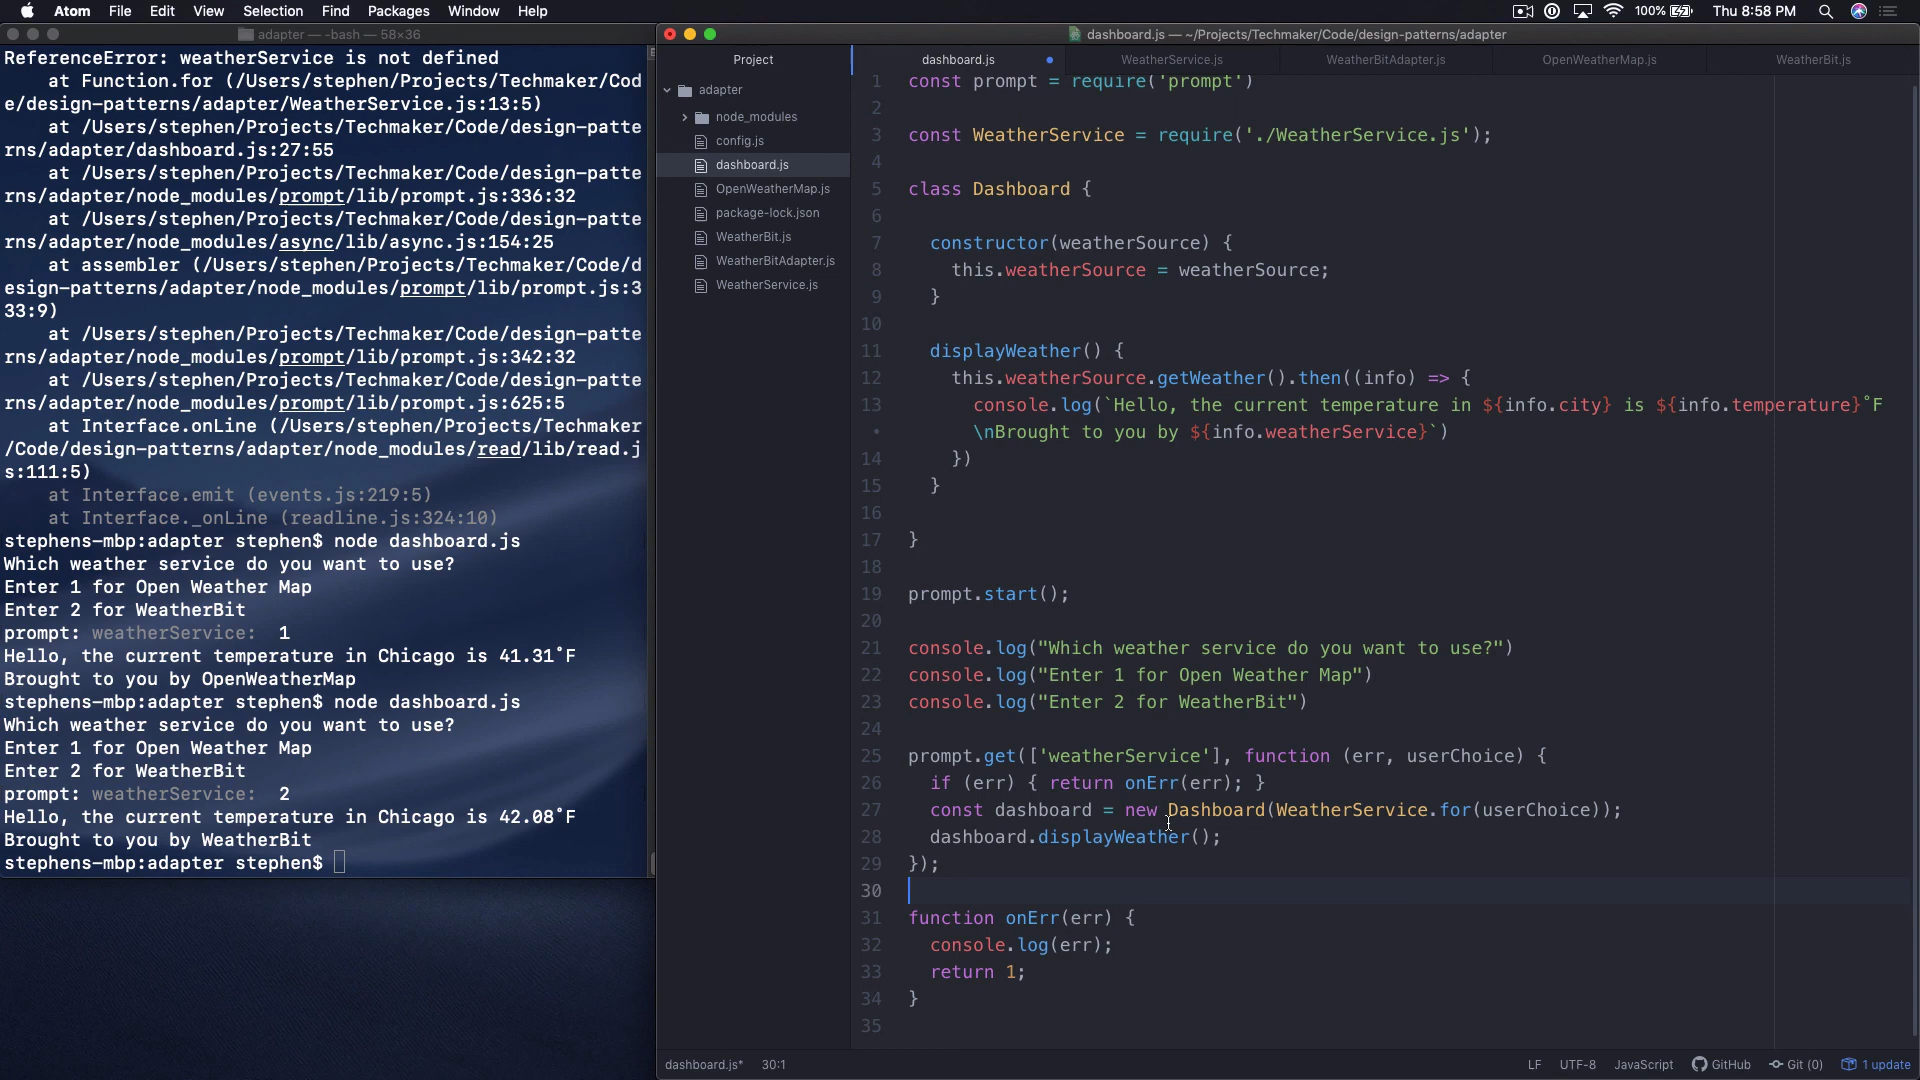 Atom File Edit View Selection Find Packages Window Help 100% Thu 8:58 PM
adapter — -bash — 58×36
ReferenceError: weatherService is not defined
at Function.for (/Users/stephen/Projects/Techmaker/Cod
e/design-patterns/adapter/WeatherService.js:13:5)
at /Users/stephen/Projects/Techmaker/Code/design-patte
rns/adapter/dashboard.js:27:55
at /Users/stephen/Projects/Techmaker/Code/design-patte
rns/adapter/node_modules/prompt/lib/prompt.js:336:32
at /Users/stephen/Projects/Techmaker/Code/design-patte
rns/adapter/node_modules/async/lib/async.js:154:25
at assembler (/Users/stephen/Projects/Techmaker/Code/d
esign-patterns/adapter/node_modules/prompt/lib/prompt.js:3
33:9)
at /Users/stephen/Projects/Techmaker/Code/design-patte
rns/adapter/node_modules/prompt/lib/prompt.js:342:32
at /Users/stephen/Projects/Techmaker/Code/design-patte
rns/adapter/node_modules/prompt/lib/prompt.js:625:5
at Interface.onLine (/Users/stephen/Projects/Techmaker
/Code/design-patterns/adapter/node_modules/read/lib/read.j
s:111:5)
at Interface.emit (events.js:219:5)
at Interface._onLine (readline.js:324:10)
stephens-mbp:adapter stephen$ node dashboard.js
Which weather service do you want to use?
Enter 1 for Open Weather Map
Enter 2 for WeatherBit
prompt: weatherService:  1
Hello, the current temperature in Chicago is 41.31˚F
Brought to you by OpenWeatherMap
stephens-mbp:adapter stephen$ node dashboard.js
Which weather service do you want to use?
Enter 1 for Open Weather Map
Enter 2 for WeatherBit
prompt: weatherService:  2
Hello, the current temperature in Chicago is 42.08˚F
Brought to you by WeatherBit
stephens-mbp:adapter stephen$
dashboard.js — ~/Projects/Techmaker/Code/design-patterns/adapter
Project
adapter
node_modules
config.js
dashboard.js
OpenWeatherMap.js
package-lock.json
WeatherBit.js
WeatherBitAdapter.js
WeatherService.js
dashboard.js WeatherService.js WeatherBitAdapter.js OpenWeatherMap.js WeatherBit.js
1 const prompt = require('prompt')
2
3 const WeatherService = require('./WeatherService.js');
4
5 class Dashboard {
6
7 constructor(weatherSource) {
8 this.weatherSource = weatherSource;
9 }
10
11 displayWeather() {
12 this.weatherSource.getWeather().then((info) => {
13 console.log(`Hello, the current temperature in ${info.city} is ${info.temperature}˚F
• \nBrought to you by ${info.weatherService}`)
14 })
15 }
16
17 }
18
19 prompt.start();
20
21 console.log("Which weather service do you want to use?")
22 console.log("Enter 1 for Open Weather Map")
23 console.log("Enter 2 for WeatherBit")
24
25 prompt.get(['weatherService'], function (err, userChoice) {
26 if (err) { return onErr(err); }
27 const dashboard = new Dashboard(WeatherService.for(userChoice));
28 dashboard.displayWeather();
29 });
30
31 function onErr(err) {
32 console.log(err);
33 return 1;
34 }
35
dashboard.js* 30:1 LF UTF-8 JavaScript GitHub Git (0) 1 update